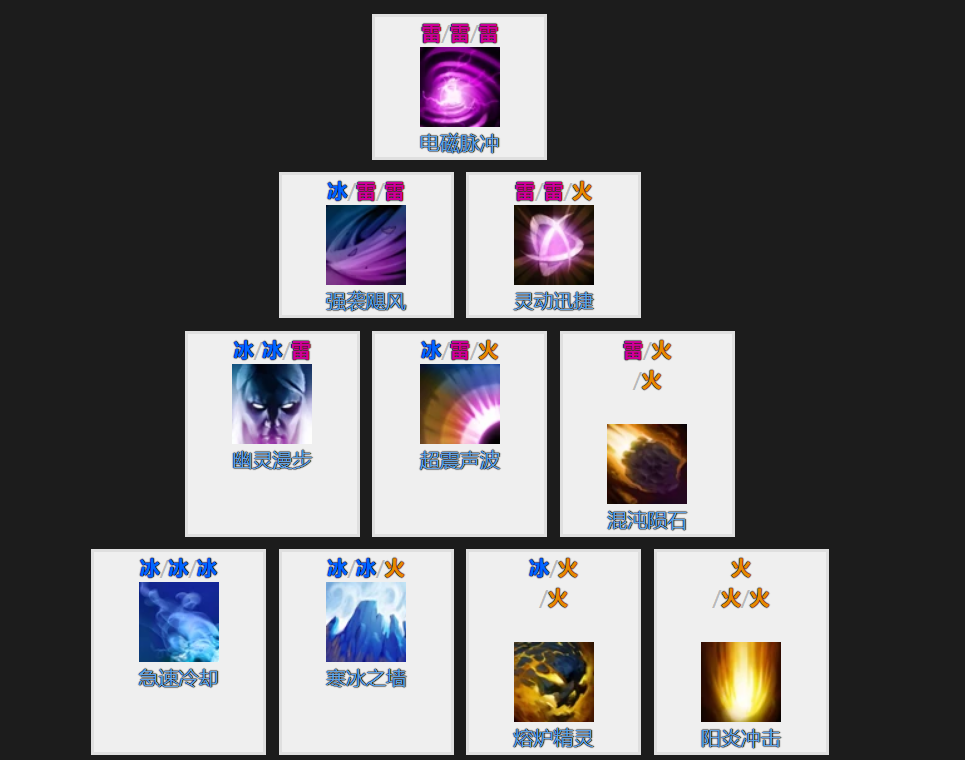 雷/雷/雷
电磁脉冲
冰/雷/雷
强袭飓风
雷/雷/火
灵动迅捷
冰/冰/雷
幽灵漫步
冰/雷/火
超震声波
雷/火
/火
混沌陨石
冰/冰/冰
急速冷却
冰/冰/火
寒冰之墙
冰/火
/火
熔炉精灵
火
/火/火
阳炎冲击